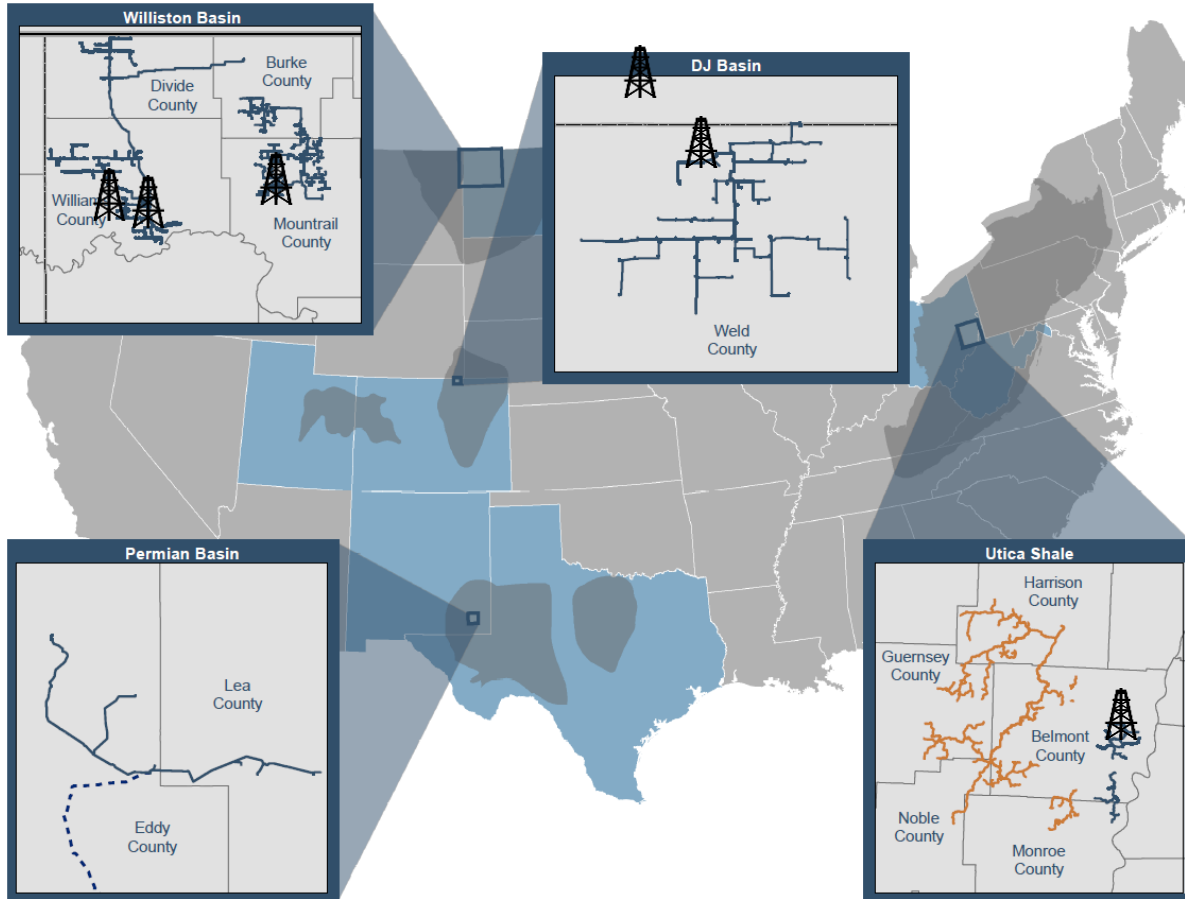 Williston Basin
Divide
County
Burke
County
County
Mountrail
County
DJ Basin
Weld
County
Permian Basin
Lea
County
Eddy
County
Utica Shale
Harrison
County
Guernsey
County
Belmont
County
Noble
County
Monroe
County